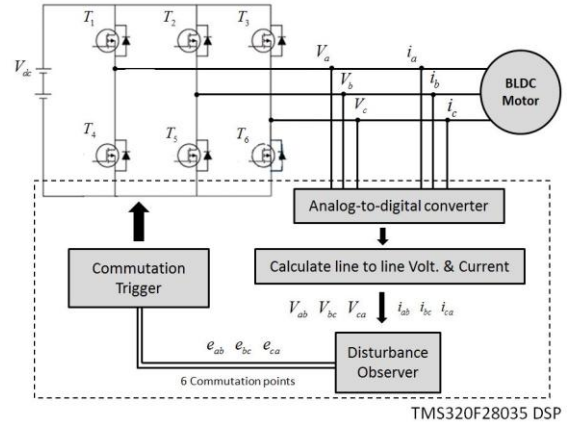 T1 T2 T3
Vdc
Va ia
Vb ib
Vc ic
BLDC
Motor
T4 T5 T6
Analog-to-digital converter
Calculate line to line Volt. & Current
Commutation
Trigger
Vab Vbc Vca iab ibc ica
eab ebc eca
Disturbance
Observer
6 Commutation points
TMS320F28035 DSP